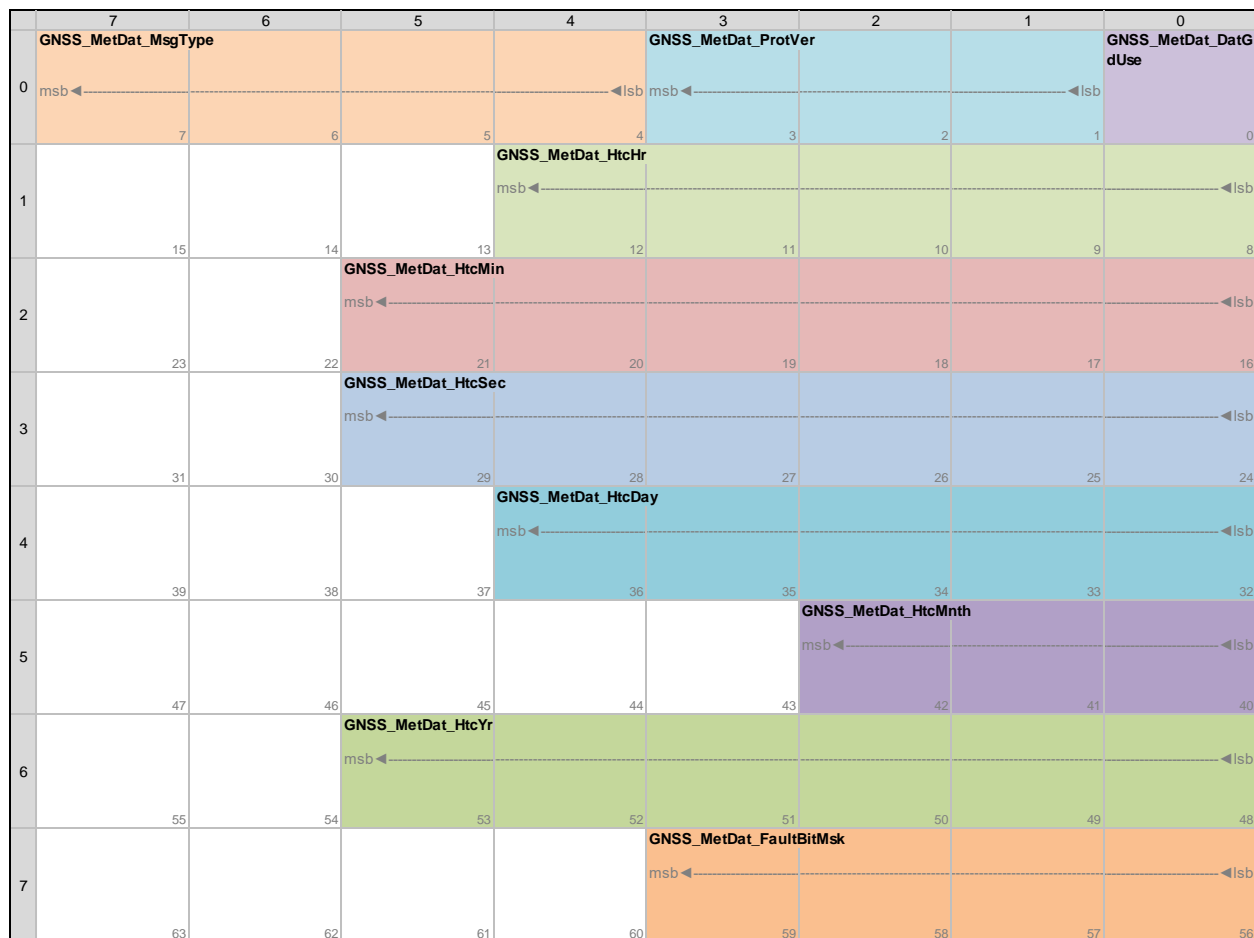 7 6 5 4 3 2 1 0
GNSS_MetDat_MsgType GNSS_MetDat_ProtVer GNSS_MetDat_DatG
dUse
0 msb lsb msb lsb
7 6 5 4 3 2 1 0
GNSS_MetDat_HtcHr
1 msb lsb
15 14 13 12 11 10 9 8
GNSS_MetDat_HtcMin
2 msb lsb
23 22 21 20 19 18 17 16
GNSS_MetDat_HtcSec
3 msb lsb
31 30 29 28 27 26 25 24
GNSS_MetDat_HtcDay
4 msb lsb
39 38 37 36 35 34 33 32
GNSS_MetDat_HtcMnth
5 msb lsb
47 46 45 44 43 42 41 40
GNSS_MetDat_HtcYr
6 msb lsb
55 54 53 52 51 50 49 48
GNSS_MetDat_FaultBitMsk
7 msb lsb
63 62 61 60 59 58 57 56